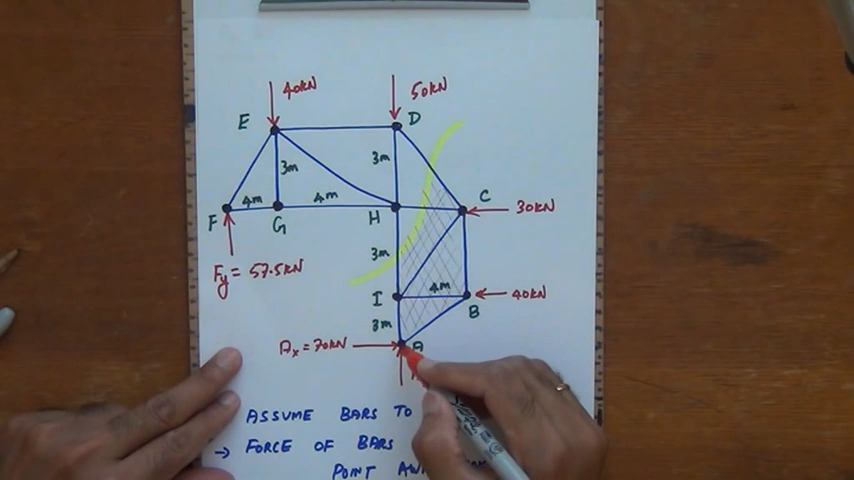 40KN
50KN
E
D
3m
3m
4m
4m
C
F
G
H
30KN
Fy = 57.5KN
3m
I
4m
40KN
B
3m
Ax = 70KN
A
ASSUME BARS TO
→ FORCE OF BARS
POINT